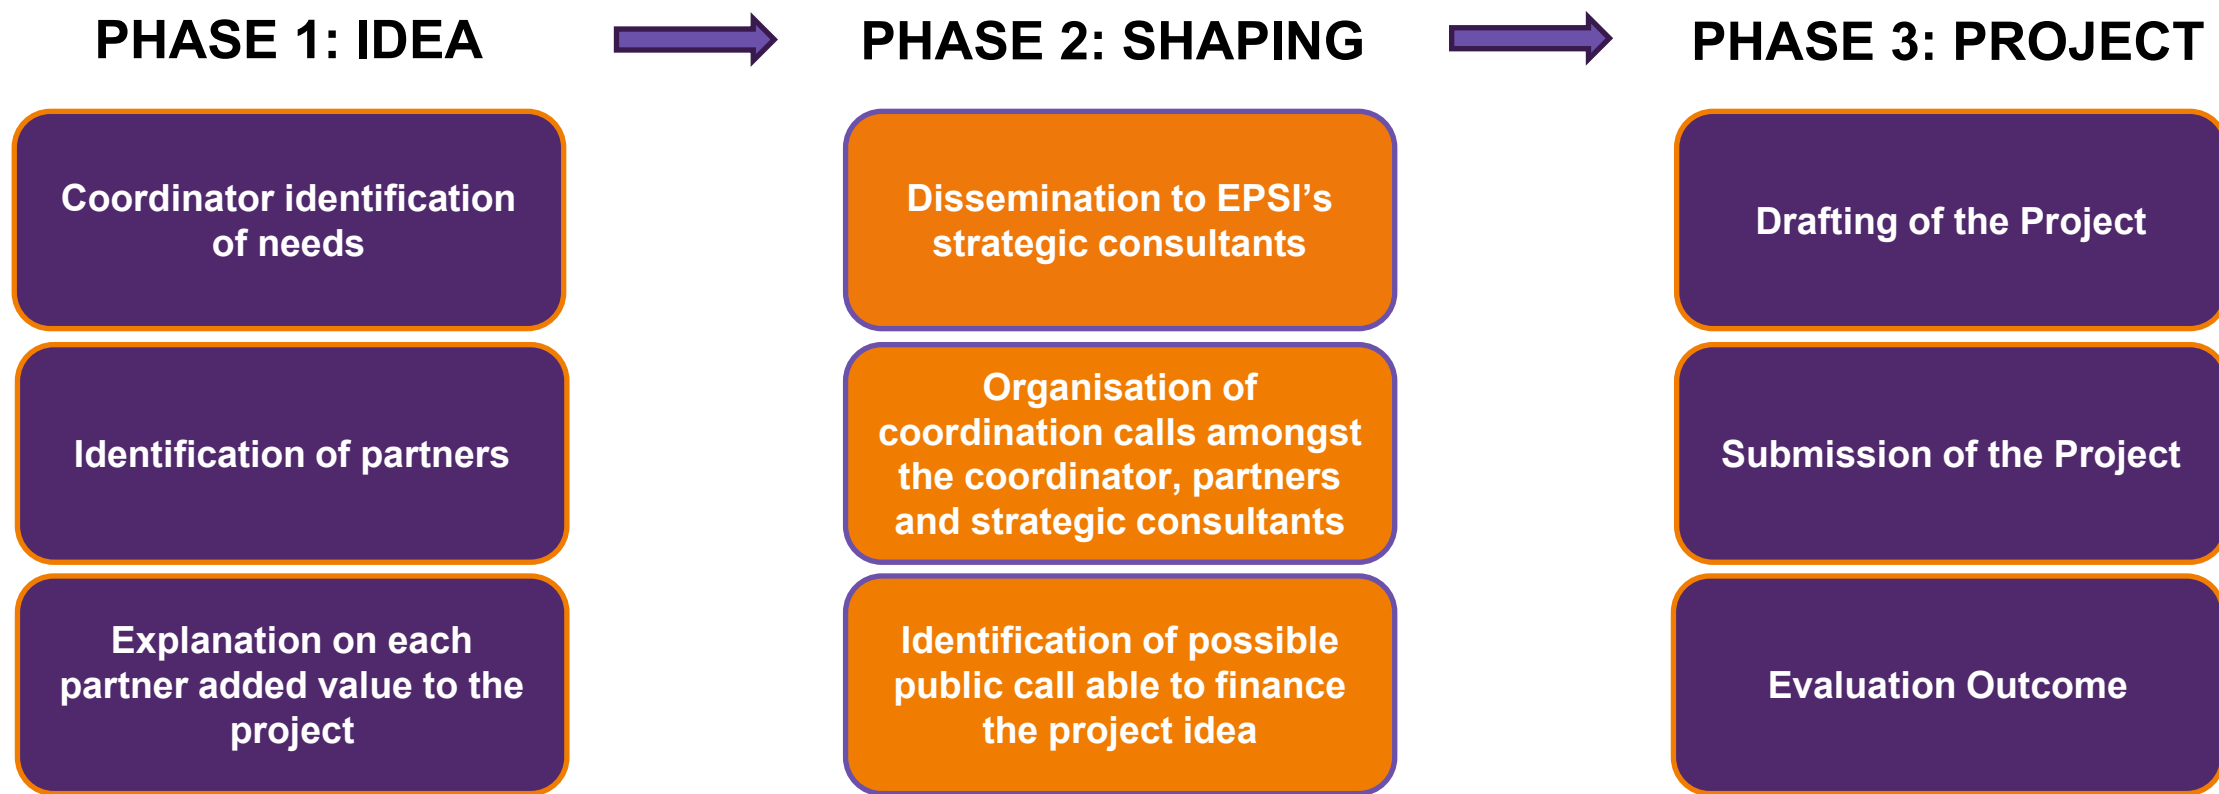 PHASE 1: IDEA
PHASE 2: SHAPING
PHASE 3: PROJECT
Coordinator identification
of needs
Identification of partners
Explanation on each
partner added value to the
project
Dissemination to EPSI’s
strategic consultants
Organisation of
coordination calls amongst
the coordinator, partners
and strategic consultants
Identification of possible
public call able to finance
the project idea
Drafting of the Project
Submission of the Project
Evaluation Outcome